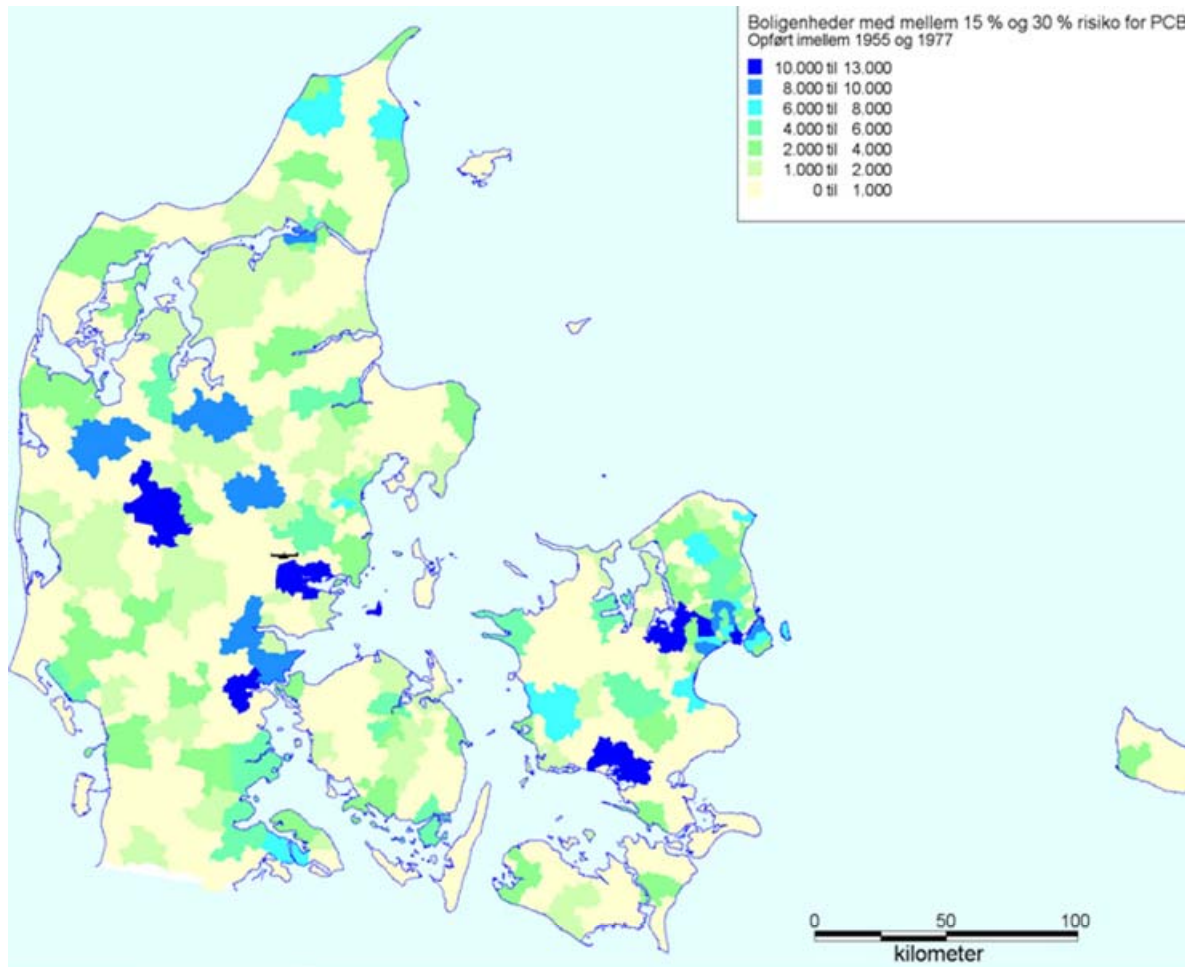 Boligenheder med mellem 15 % og 30 % risiko for PCB
Opført imellem 1955 og 1977
10.000 til 13.000
8.000 til 10.000
6.000 til 8.000
4.000 til 6.000
2.000 til 4.000
1.000 til 2.000
0 til 1.000
0 50 100
kilometer